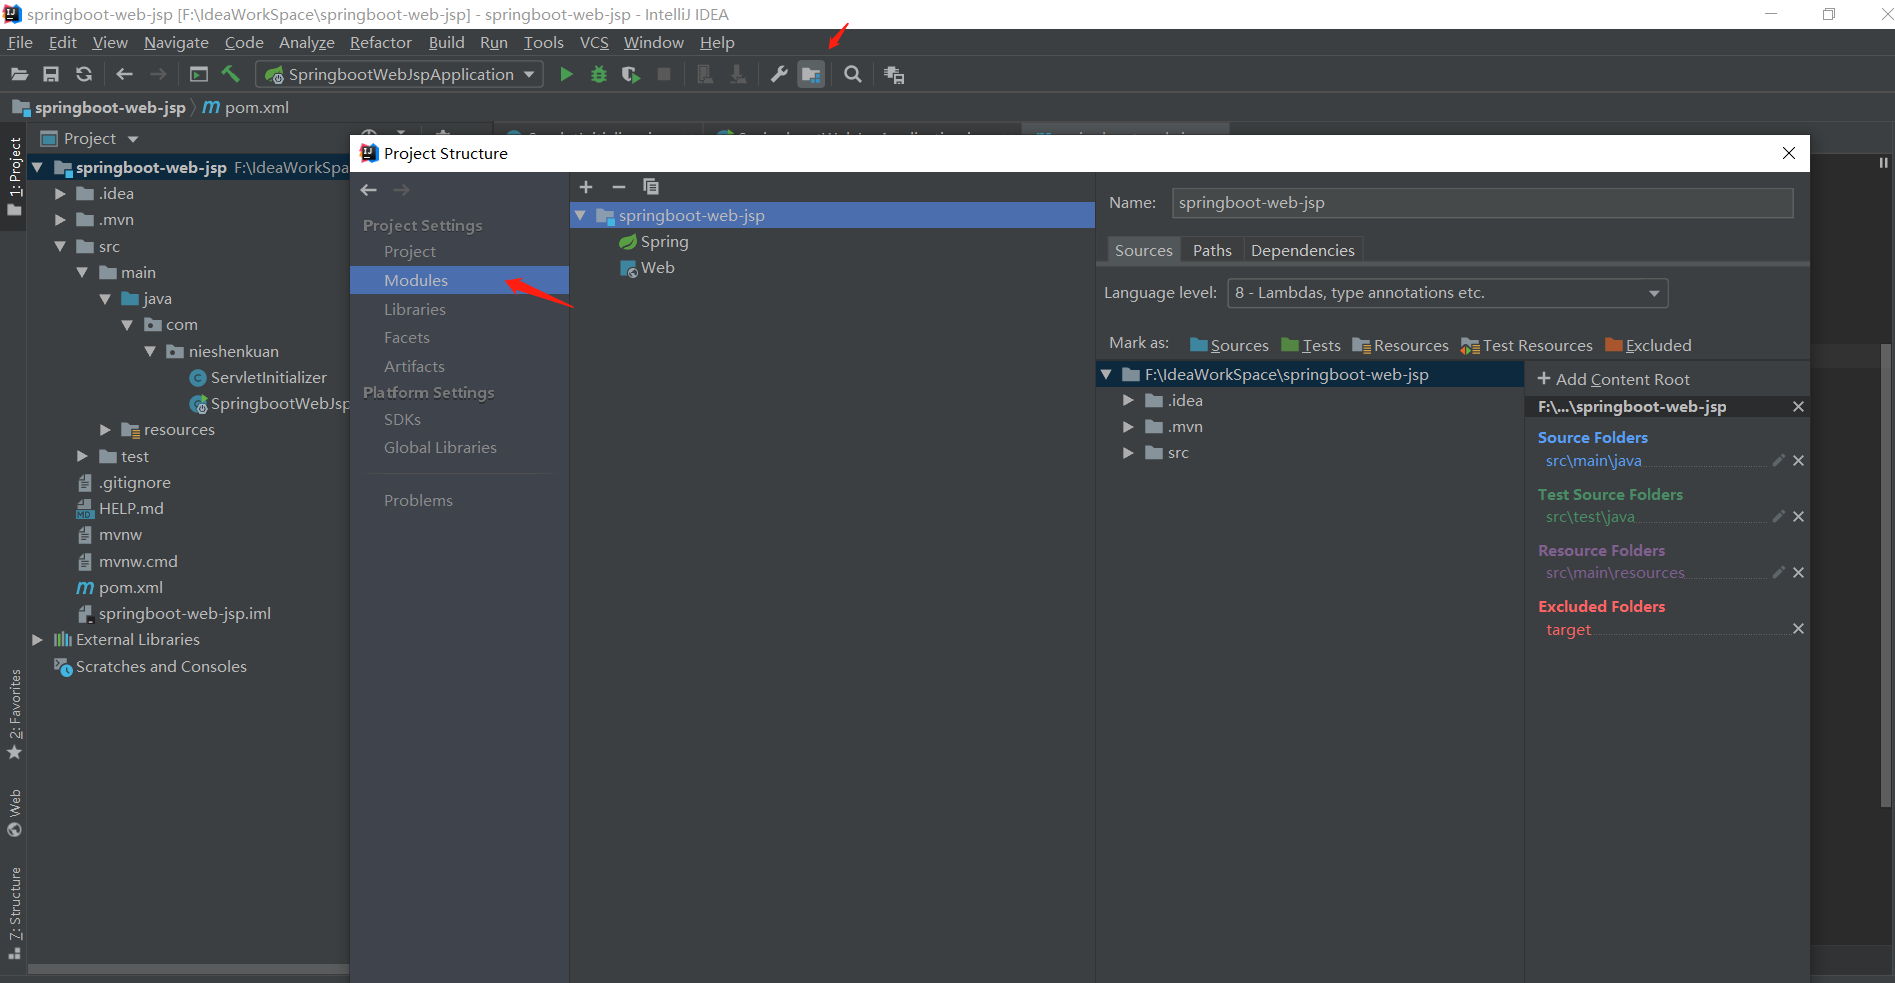 springboot-web-jsp [F:\IdeaWorkSpace\springboot-web-jsp] - springboot-web-jsp - IntelliJ IDEA
File Edit View Navigate Code Analyze Refactor Build Run Tools VCS Window Help
SpringbootWebJspApplication
springboot-web-jsp pom.xml
Project
1: Project
springboot-web-jsp F:\IdeaWorkSpa
.idea
.mvn
src
main
java
com
nieshenkuan
ServletInitializer
SpringbootWebJsp
resources
test
.gitignore
HELP.md
mvnw
mvnw.cmd
pom.xml
springboot-web-jsp.iml
External Libraries
Scratches and Consoles
2: Favorites
Web
7: Structure
Project Structure
Project Settings
Project
Modules
Libraries
Facets
Artifacts
Platform Settings
SDKs
Global Libraries
Problems
springboot-web-jsp
Spring
Web
Name: springboot-web-jsp
Sources Paths Dependencies
Language level: 8 - Lambdas, type annotations etc.
Mark as: Sources Tests Resources Test Resources Excluded
F:\IdeaWorkSpace\springboot-web-jsp
.idea
.mvn
src
+ Add Content Root
F:\...\springboot-web-jsp
Source Folders
src\main\java
Test Source Folders
src\test\java
Resource Folders
src\main\resources
Excluded Folders
target